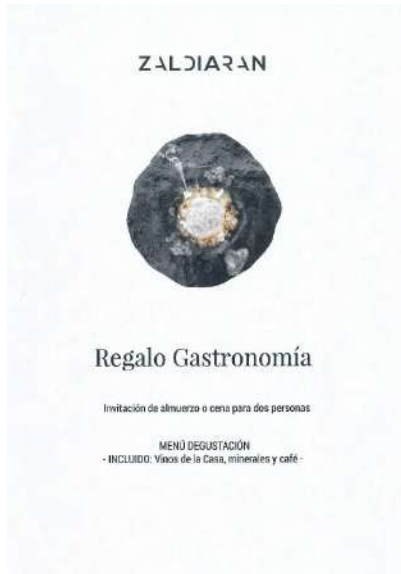 ZALDIARAN
Regalo Gastronomía
Invitación de almuerzo o cena para dos personas
MENÚ DEGUSTACIÓN
- INCLUIDO: Vinos de la Casa, minerales y café -